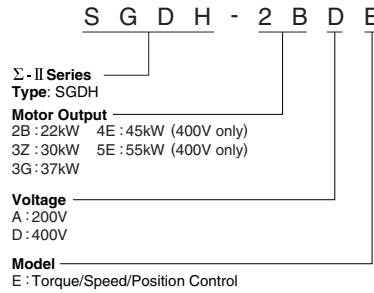 S G D H - 2 B D E
Σ-Ⅱ Series
Type: SGDH
Motor Output
2B : 22kW 4E : 45kW (400V only)
3Z : 30kW 5E : 55kW (400V only)
3G : 37kW
Voltage
A : 200V
D : 400V
Model
E : Torque/Speed/Position Control